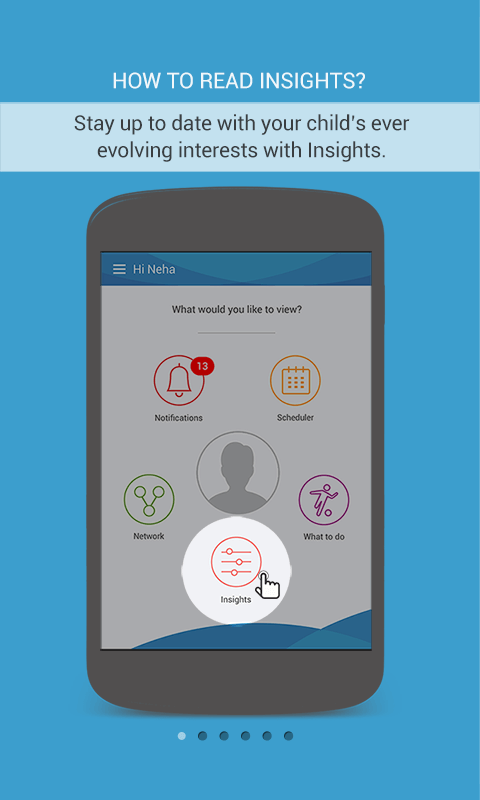 HOW TO READ INSIGHTS?
Stay up to date with your child's ever
evolving interests with Insights.
Hi Neha
What would you like to view?
13
Notifications
Scheduler
Network
What to do
Insights